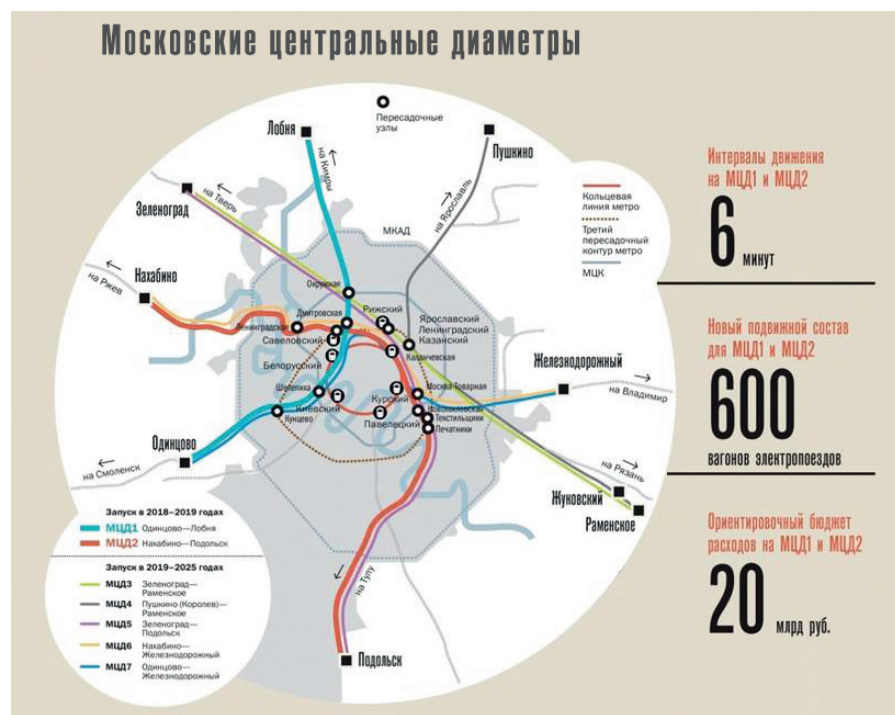 Московские центральные диаметры
Пересадочные
узлы
Лобня
на Кимры
Пушкино
на Ярославль
Зеленоград
на Тверь
МКАД
Кольцевая
линия метро
Третий
пересадочный
контур метро
МЦК
Нахабино
на Ржев
Окружная
Дмитровская
Ленинградская
Савеловский
Белорусский
Рижский
Ярославский
Ленинградский
Казанский
Каланчевская
Шелепиха
Киевский
Кунцево
Курский
Павелецкий
Москва-Товарная
Новохохловская
Текстильщики
Печатники
Железнодорожный
на Владимир
Одинцово
на Смоленск
на Рязань
Жуковский
Раменское
на Тулу
Подольск
Запуск в 2018–2019 годах
МЦД1 Одинцово—Лобня
МЦД2 Нахабино—Подольск
Запуск в 2019–2025 годах
МЦД3 Зеленоград—
Раменское
МЦД4 Пушкино (Королев)—
Раменское
МЦД5 Зеленоград—
Подольск
МЦД6 Нахабино—
Железнодорожный
МЦД7 Одинцово—
Железнодорожный
Интервалы движения
на МЦД1 и МЦД2
6 минут
Новый подвижной состав
для МЦД1 и МЦД2
600
вагонов электропоездов
Ориентировочный бюджет
расходов на МЦД1 и МЦД2
20 млрд руб.